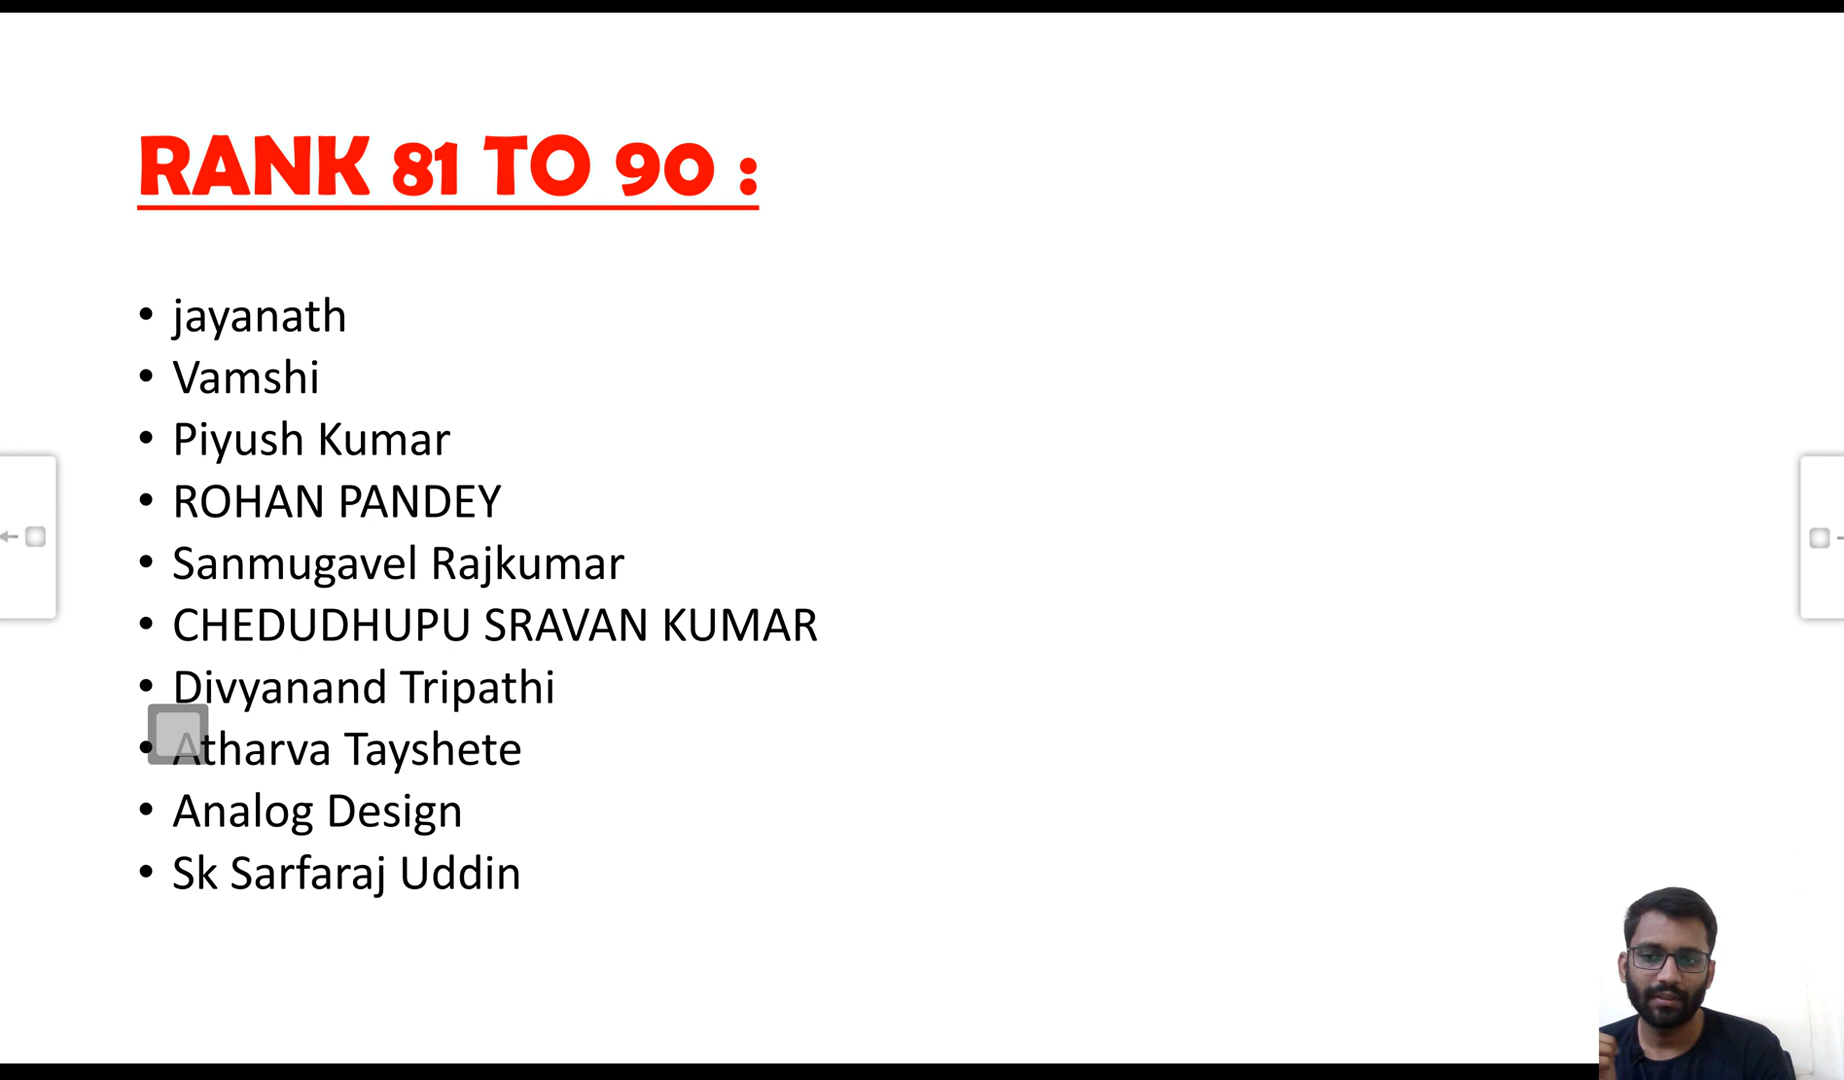 RANK 81 TO 90 :
• jayanath
• Vamshi
• Piyush Kumar
• ROHAN PANDEY
• Sanmugavel Rajkumar
• CHEDUDHUPU SRAVAN KUMAR
• Divyanand Tripathi
• Atharva Tayshete
• Analog Design
• Sk Sarfaraj Uddin